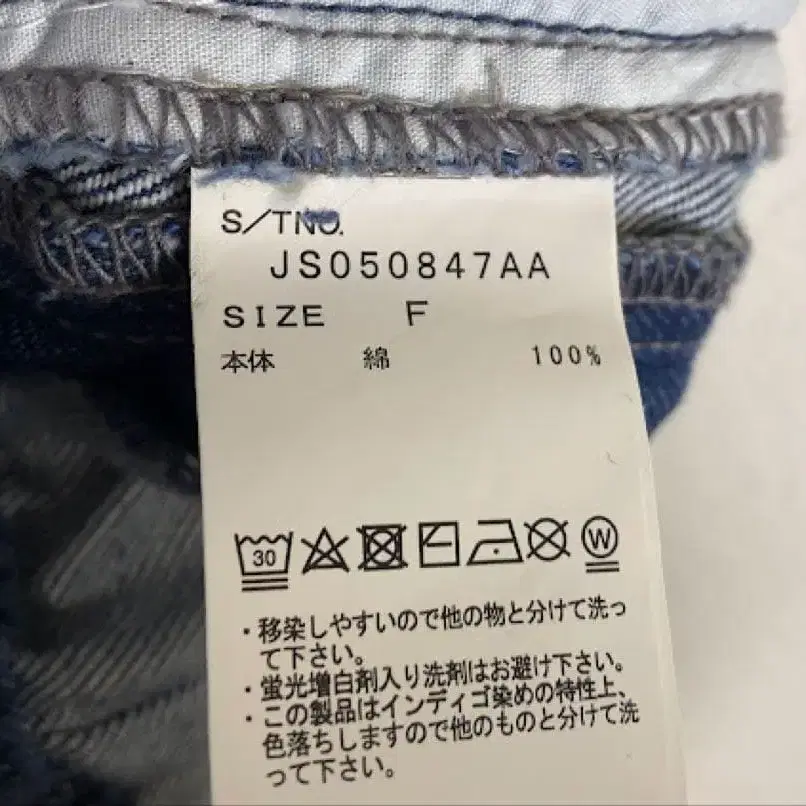 S/TNO.
JS050847AA
SIZE F
本体 綿 100%
30 W
・移染しやすいので他の物と分けて洗っ
て下さい。
・蛍光増白剤入り洗剤はお避け下さい。
・この製品はインディゴ染めの特性上、
色落ちしますので他のものと分けて洗
って下さい。